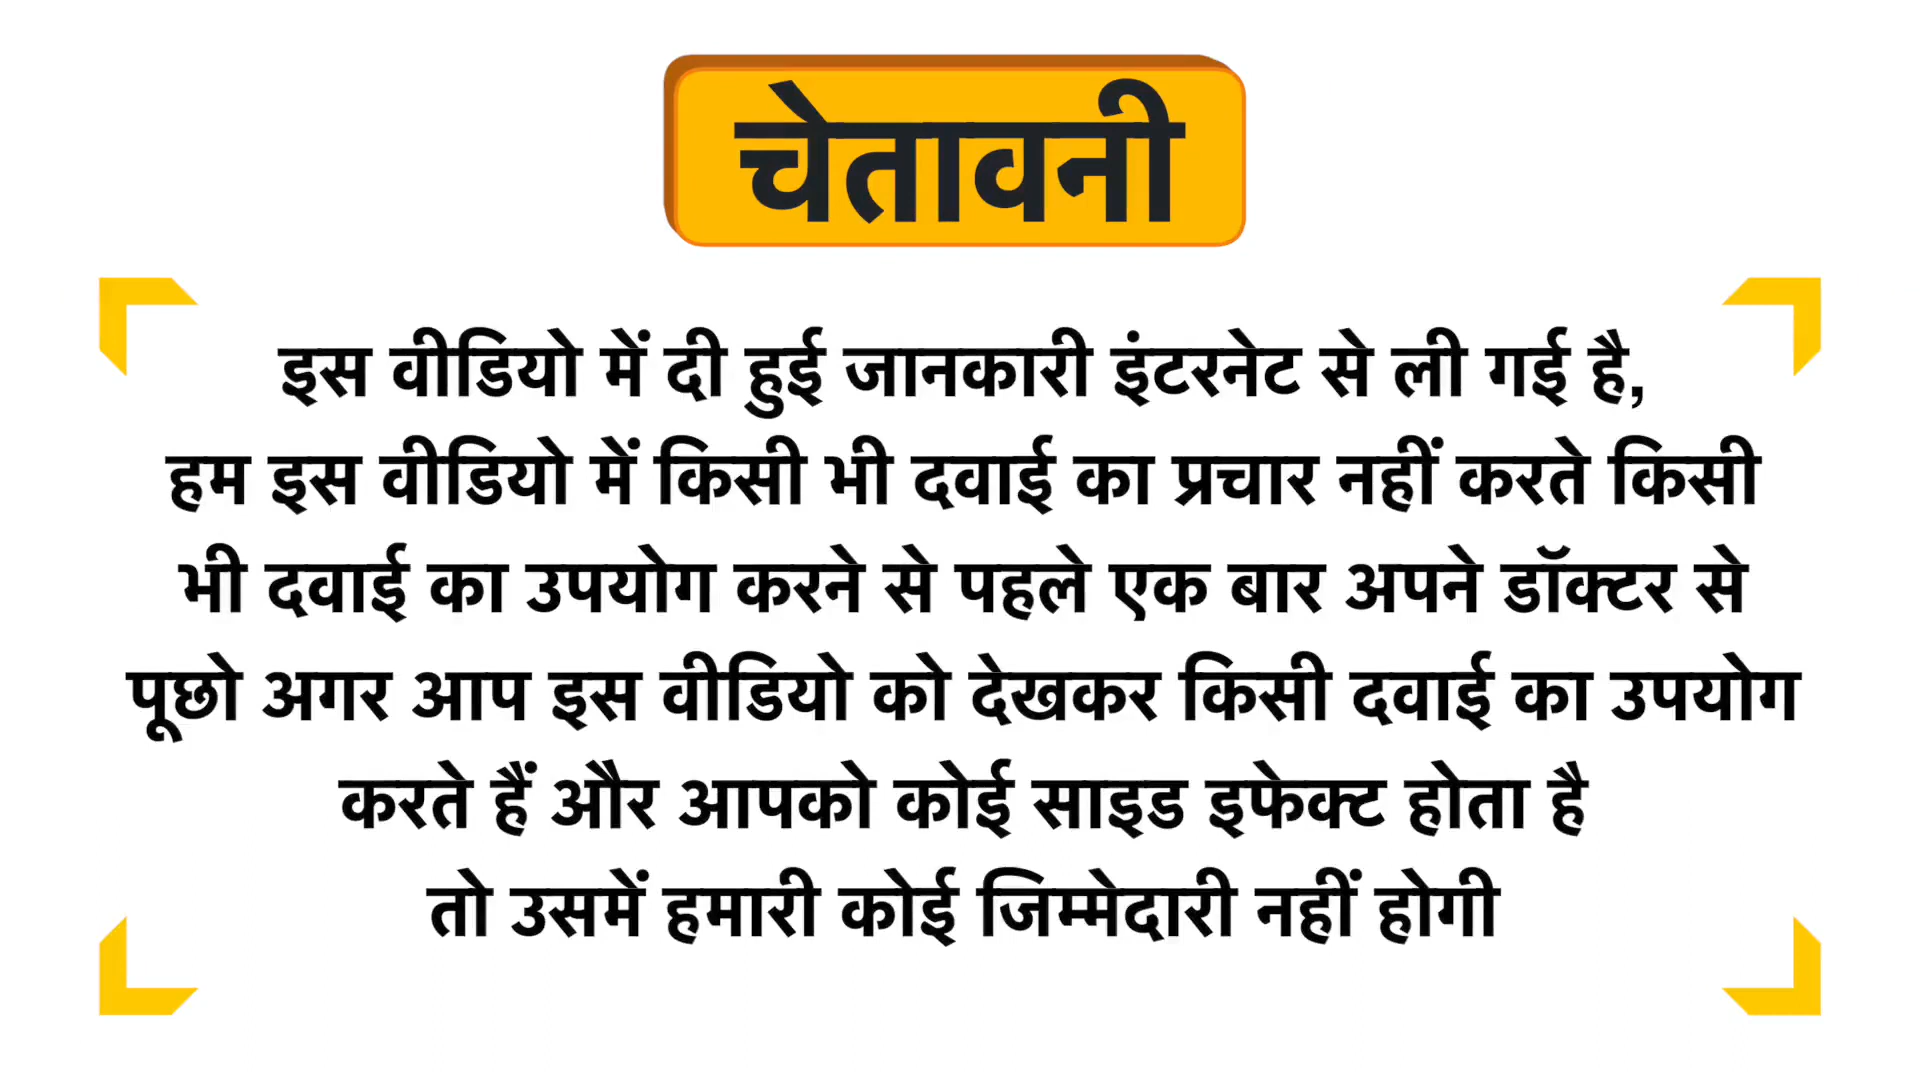 चेतावनी
इस वीडियो में दी हुई जानकारी इंटरनेट से ली गई है,
हम इस वीडियो में किसी भी दवाई का प्रचार नहीं करते किसी
भी दवाई का उपयोग करने से पहले एक बार अपने डॉक्टर से
पूछो अगर आप इस वीडियो को देखकर किसी दवाई का उपयोग
करते हैं और आपको कोई साइड इफेक्ट होता है
तो उसमें हमारी कोई जिम्मेदारी नहीं होगी